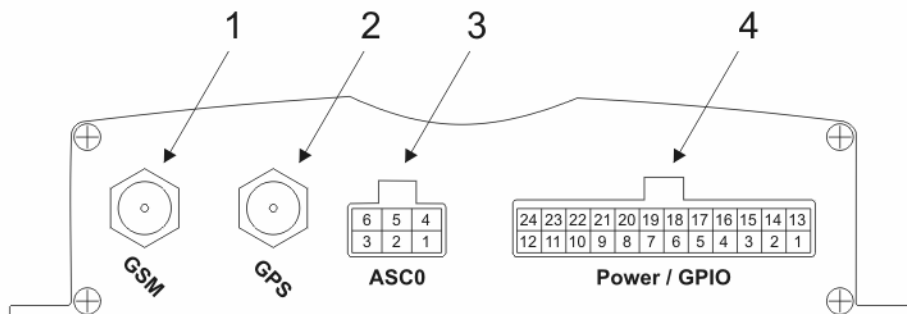 1 2 3 4
6 5 4
3 2 1
24 23 22 21 20 19 18 17 16 15 14 13
12 11 10 9 8 7 6 5 4 3 2 1
GSM
GPS
ASC0
Power / GPIO